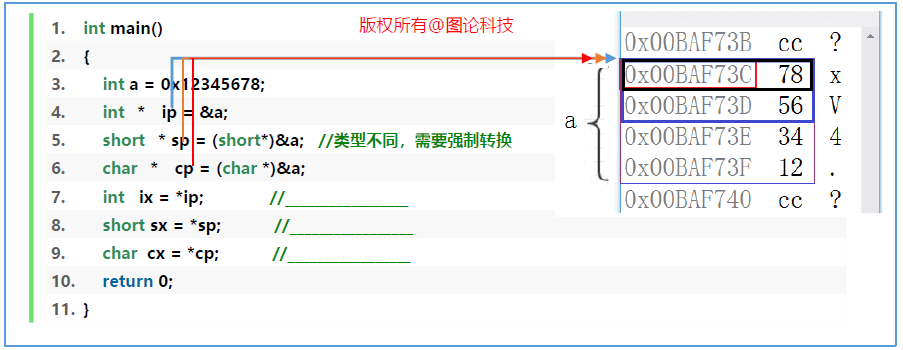 版权所有@图论科技
1. int main()
2. {
3. int a = 0x12345678;
4. int * ip = &a;
5. short * sp = (short*)&a; //类型不同，需要强制转换
6. char * cp = (char *)&a;
7. int ix = *ip; //________________
8. short sx = *sp; //________________
9. char cx = *cp; //________________
10. return 0;
11. }
0x00BAF73B cc ?
0x00BAF73C 78 x
0x00BAF73D 56 V
a
0x00BAF73E 34 4
0x00BAF73F 12 .
0x00BAF740 cc ?